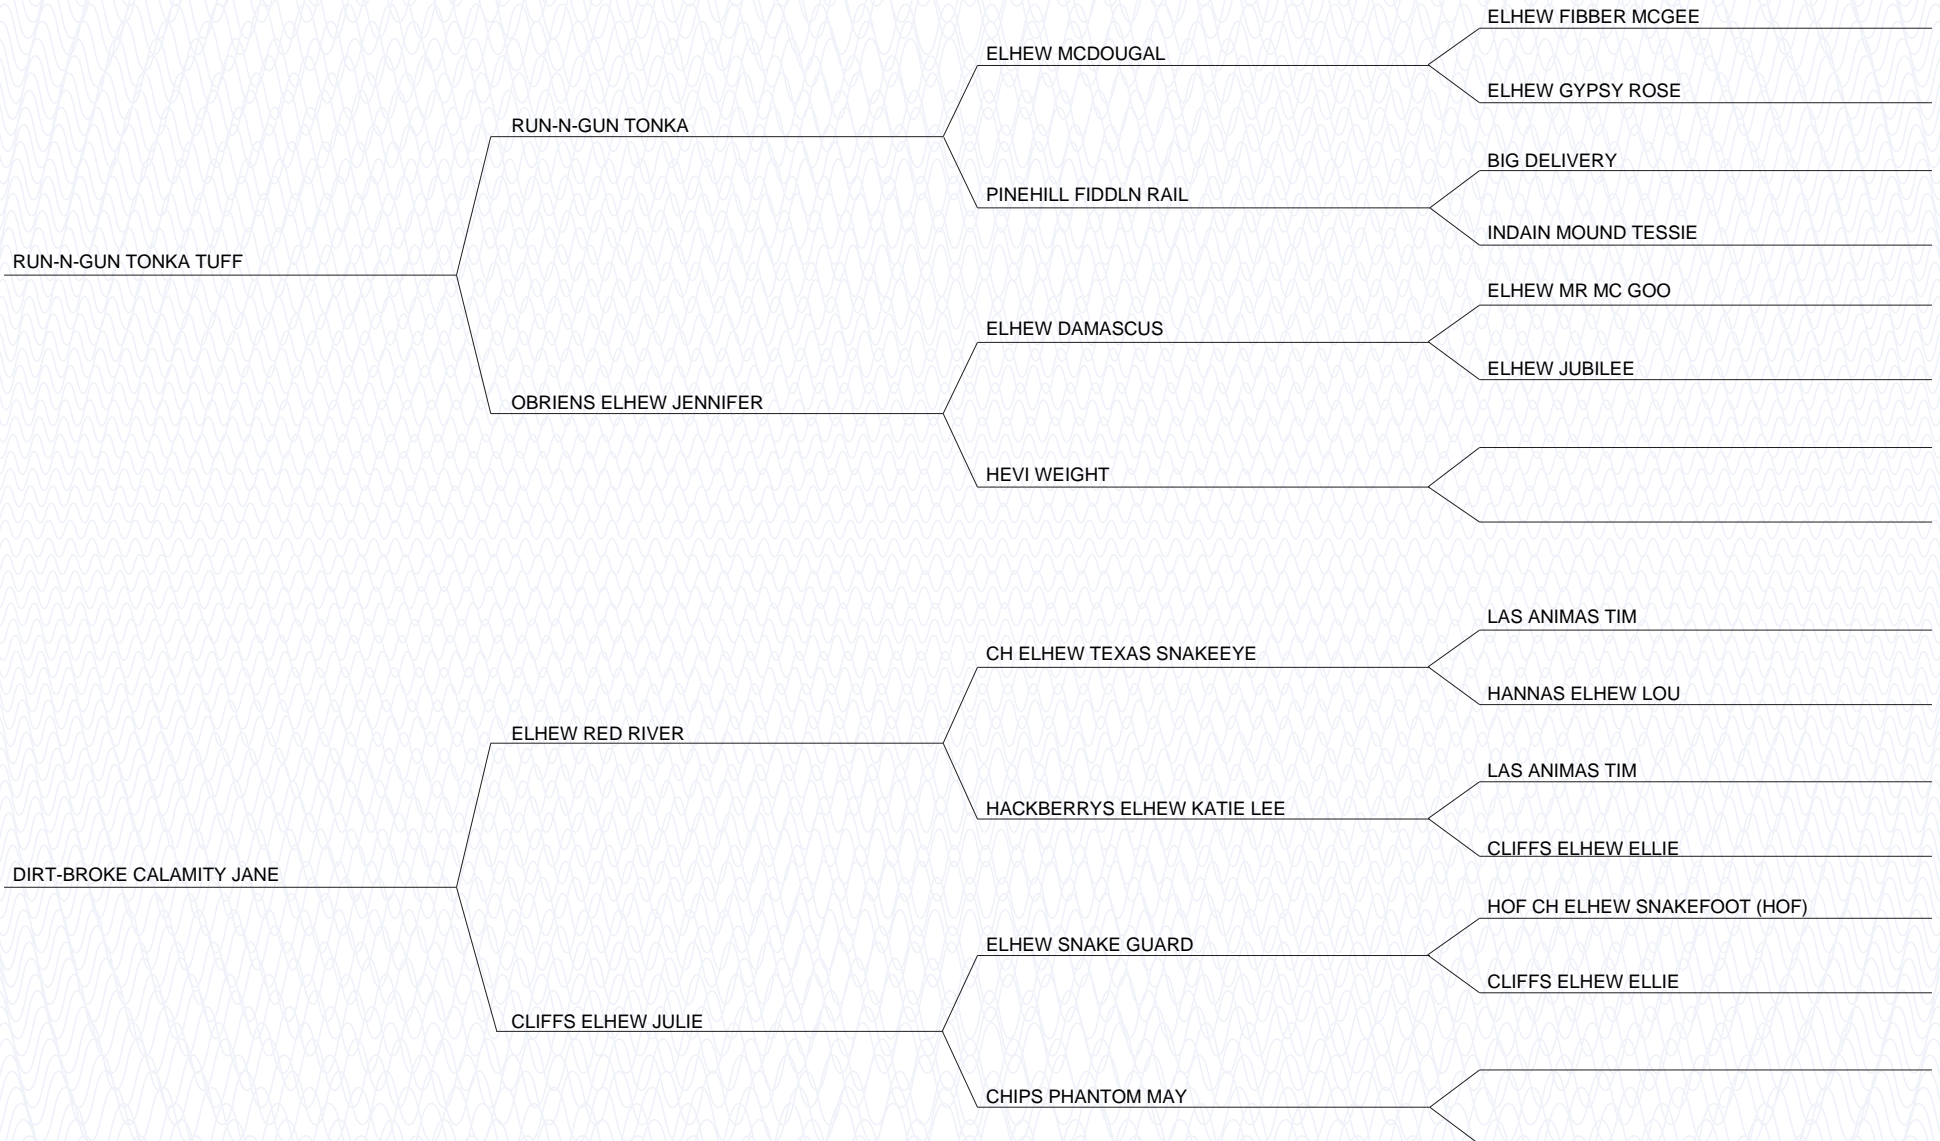 ELHEW FIBBER MCGEE
ELHEW MCDOUGAL
ELHEW GYPSY ROSE
RUN-N-GUN TONKA
BIG DELIVERY
PINEHILL FIDDLN RAIL
INDAIN MOUND TESSIE
RUN-N-GUN TONKA TUFF
ELHEW MR MC GOO
ELHEW DAMASCUS
ELHEW JUBILEE
OBRIENS ELHEW JENNIFER
HEVI WEIGHT
LAS ANIMAS TIM
CH ELHEW TEXAS SNAKEEYE
HANNAS ELHEW LOU
ELHEW RED RIVER
LAS ANIMAS TIM
HACKBERRYS ELHEW KATIE LEE
CLIFFS ELHEW ELLIE
DIRT-BROKE CALAMITY JANE
HOF CH ELHEW SNAKEFOOT (HOF)
ELHEW SNAKE GUARD
CLIFFS ELHEW ELLIE
CLIFFS ELHEW JULIE
CHIPS PHANTOM MAY